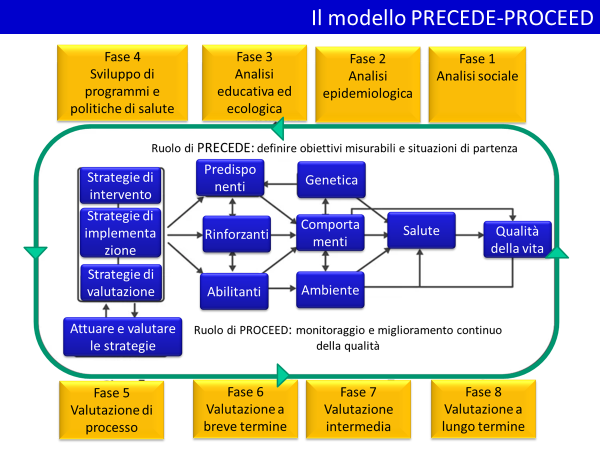 Il modello PRECEDE-PROCEED
Fase 4
Sviluppo di
programmi e
politiche di salute
Fase 3
Analisi
educativa ed
ecologica
Fase 2
Analisi
epidemiologica
Fase 1
Analisi sociale
Ruolo di PRECEDE: definire obiettivi misurabili e situazioni di partenza
Strategie di
intervento
Strategie di
implementa
zione
Strategie di
valutazione
Attuare e valutare
le strategie
Predispo
nenti
Rinforzanti
Abilitanti
Genetica
Comporta
menti
Ambiente
Salute
Qualità
della vita
Ruolo di PROCEED: monitoraggio e miglioramento continuo
della qualità
Fase 5
Valutazione di
processo
Fase 6
Valutazione a
breve termine
Fase 7
Valutazione
intermedia
Fase 8
Valutazione a
lungo termine